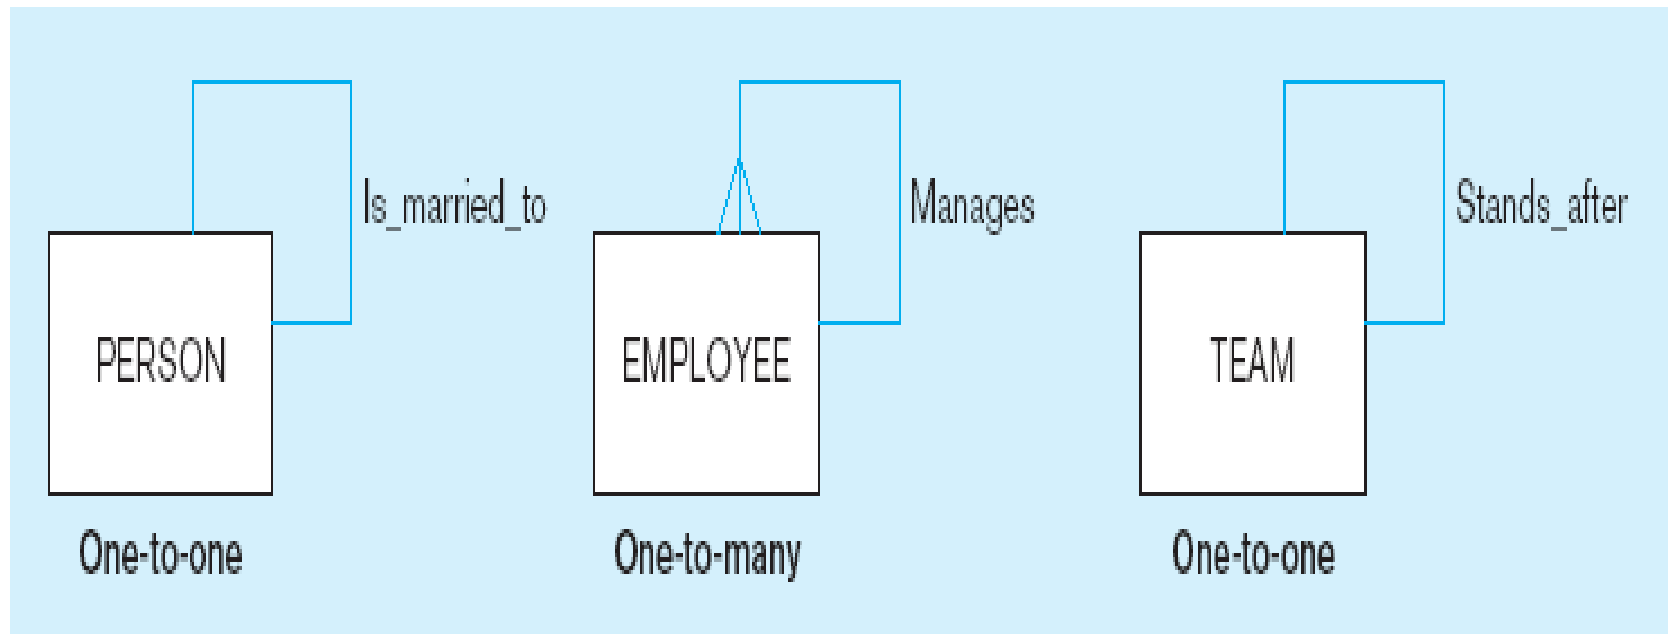 Is_married_to
PERSON
One-to-one
Manages
EMPLOYEE
One-to-many
Stands_after
TEAM
One-to-one